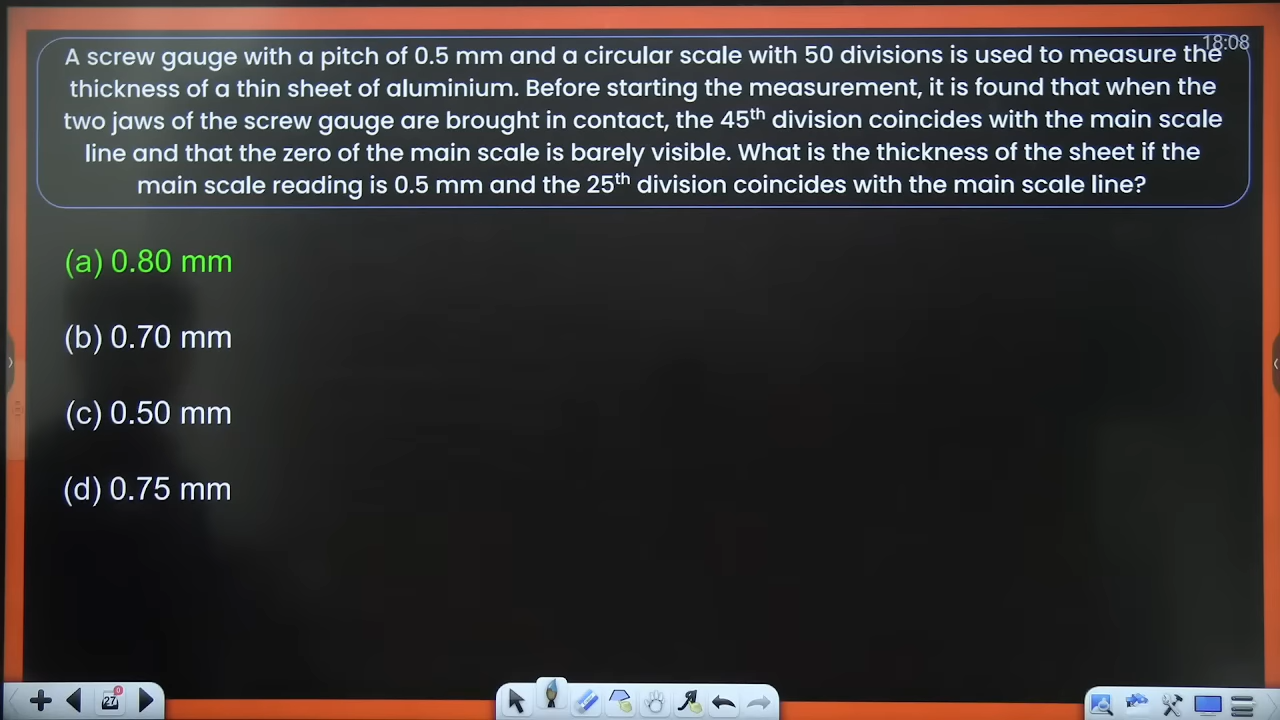 18:08
A screw gauge with a pitch of 0.5 mm and a circular scale with 50 divisions is used to measure the
thickness of a thin sheet of aluminium. Before starting the measurement, it is found that when the
two jaws of the screw gauge are brought in contact, the 45th division coincides with the main scale
line and that the zero of the main scale is barely visible. What is the thickness of the sheet if the
main scale reading is 0.5 mm and the 25th division coincides with the main scale line?
(a) 0.80 mm
(b) 0.70 mm
(c) 0.50 mm
(d) 0.75 mm
27
0